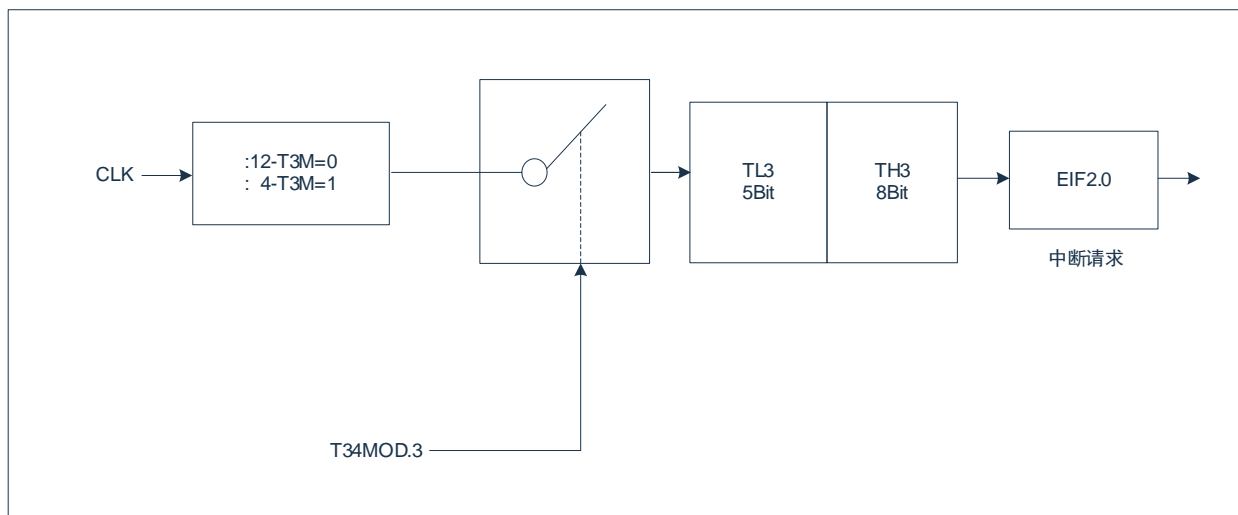 CLK
:12-T3M=0
: 4-T3M=1
TL3
5Bit
TH3
8Bit
EIF2.0
中断请求
T34MOD.3